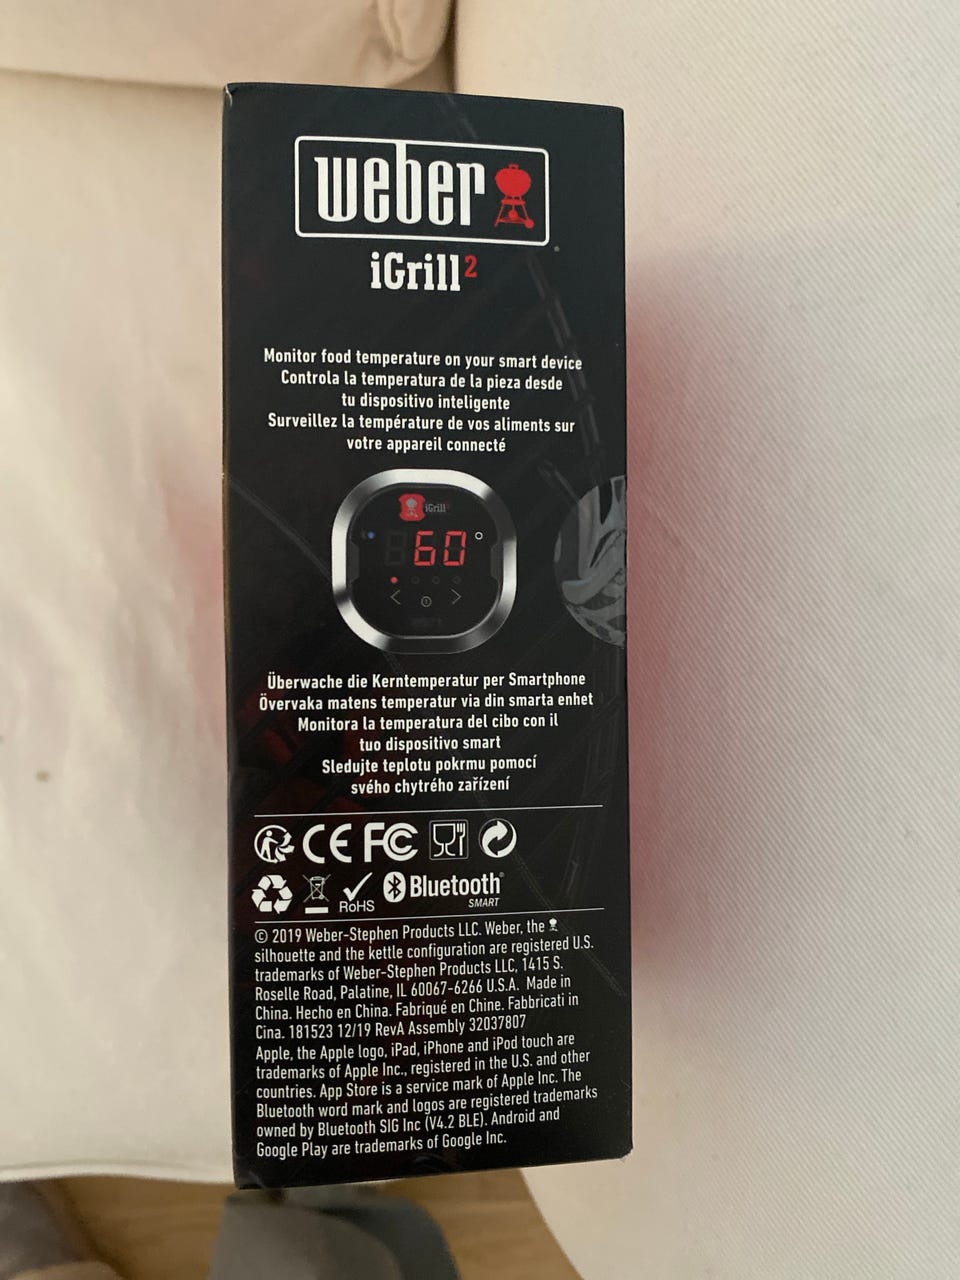 weber
iGrill2
Monitor food temperature on your smart device
Controla la temperatura de la pieza desde
tu dispositivo inteligente
Surveillez la température de vos aliments sur
votre appareil connecté
iGrill
60°
Überwache die Kerntemperatur per Smartphone
Övervaka matens temperatur via din smarta enhet
Monitora la temperatura del cibo con il
tuo dispositivo smart
Sledujte teplotu pokrmu pomocí
svého chytrého zařízení
CE FC
RoHS
Bluetooth®
SMART
© 2019 Weber-Stephen Products LLC. Weber, the
silhouette and the kettle configuration are registered U.S.
trademarks of Weber-Stephen Products LLC, 1415 S.
Roselle Road, Palatine, IL 60067-6266 U.S.A. Made in
China. Hecho en China. Fabriqué en Chine. Fabbricati in
Cina. 181523 12/19 RevA Assembly 32037807
Apple, the Apple logo, iPad, iPhone and iPod touch are
trademarks of Apple Inc., registered in the U.S. and other
countries. App Store is a service mark of Apple Inc. The
Bluetooth word mark and logos are registered trademarks
owned by Bluetooth SIG Inc (V4.2 BLE). Android and
Google Play are trademarks of Google Inc.